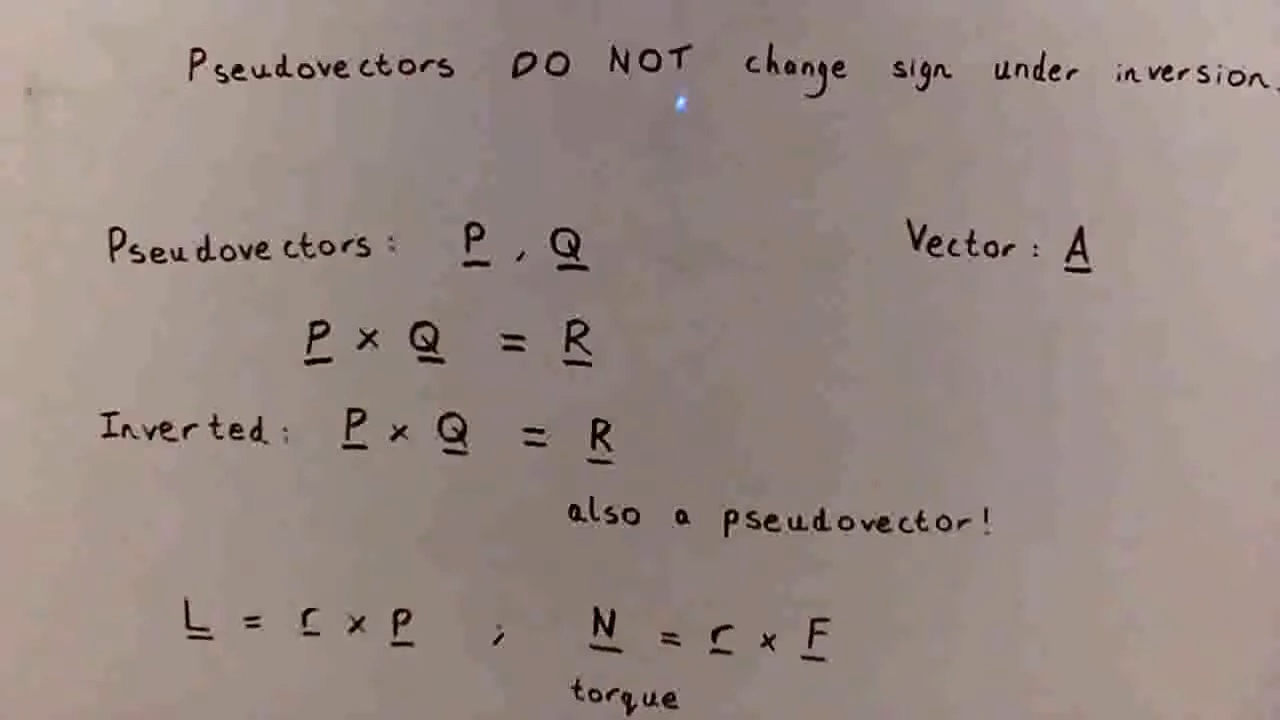 Pseudovectors DO NOT change sign under inversion.
Pseudovectors: P, Q Vector: A
P × Q = R
Inverted: P × Q = R
also a pseudovector!
L = r × p ; N = r × F
torque